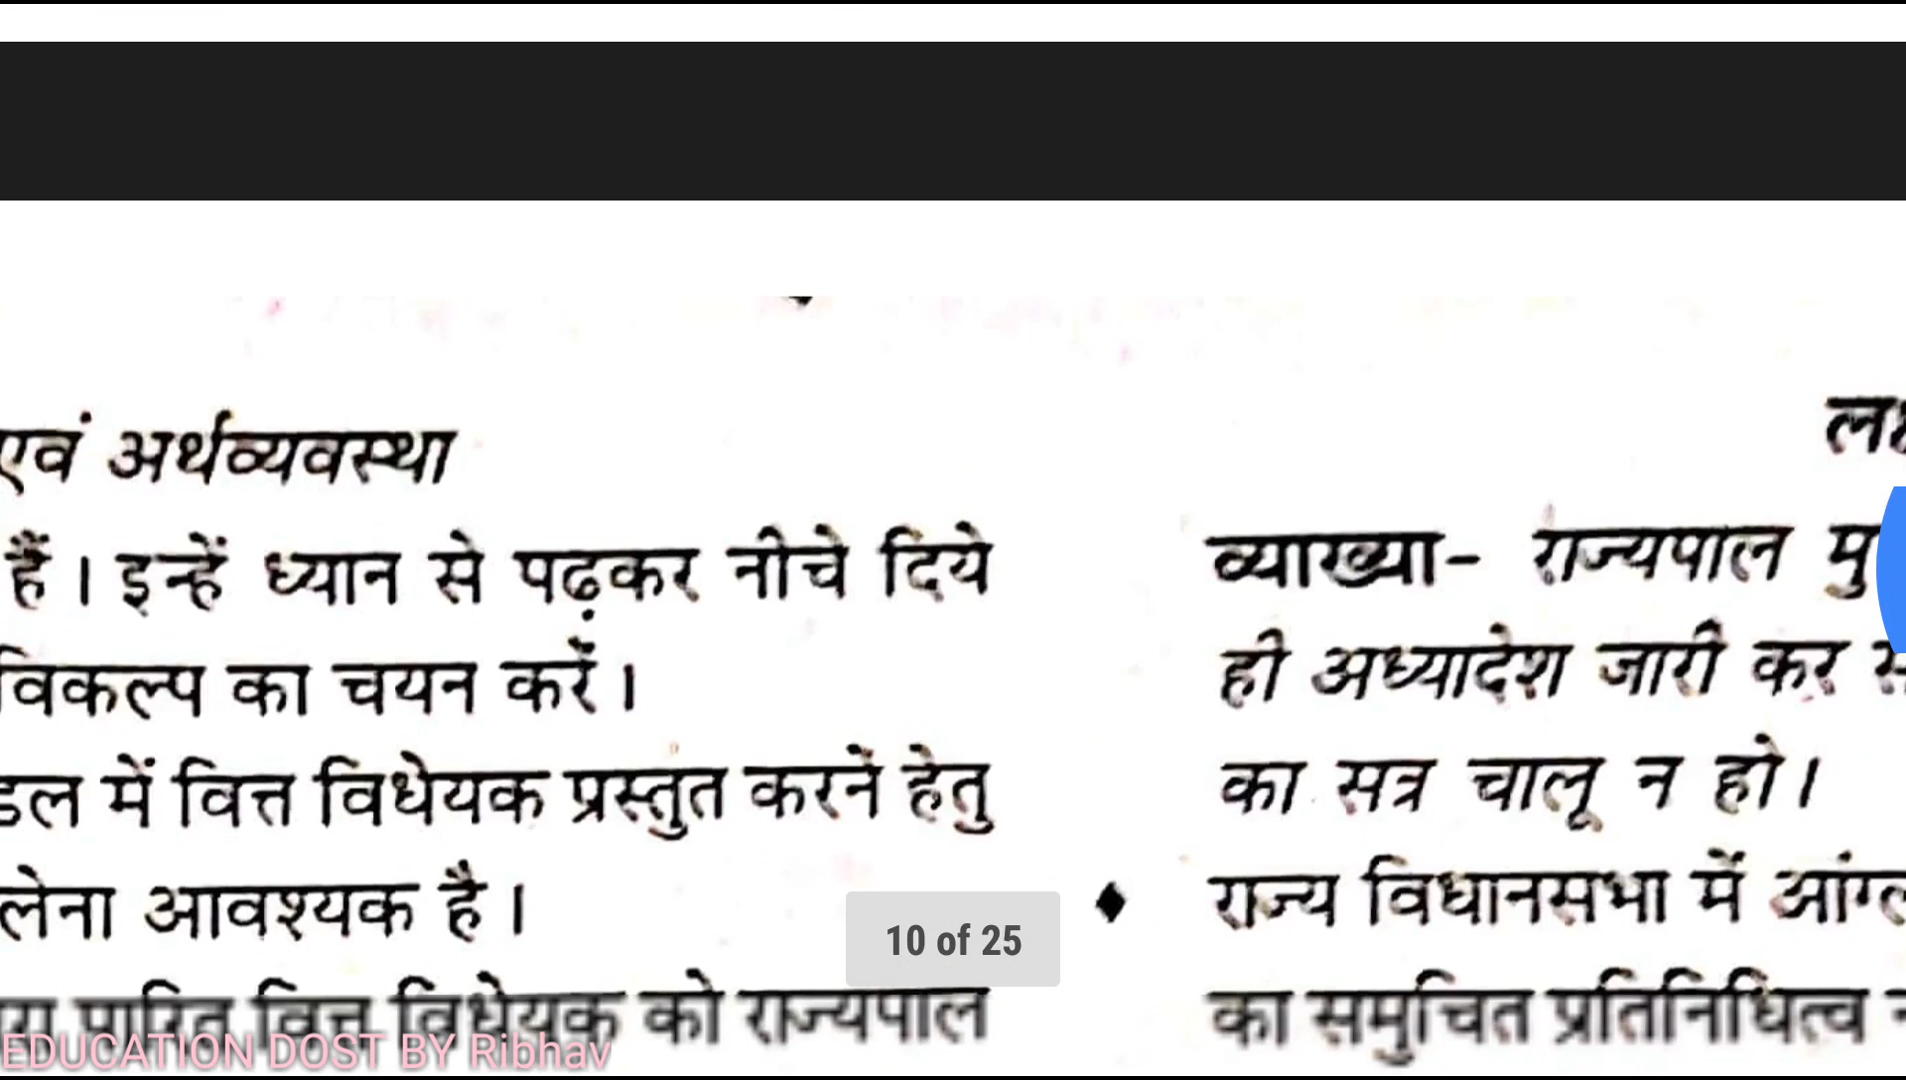 एवं अर्थव्यवस्था
हैं। इन्हें ध्यान से पढ़कर नीचे दिये
विकल्प का चयन करें।
में वित्त विधेयक प्रस्तुत करने हेतु
लेना आवश्यक है।
पारित वित्त विधेयक को राज्यपाल
व्याख्या- राज्यपाल
ही अध्यादेश जारी कर
का सत्र चालू न हो।
♦ राज्य विधानसभा में
का समुचित प्रतिनिधित्व
10 of 25
EDUCATION DOST BY Ribhav